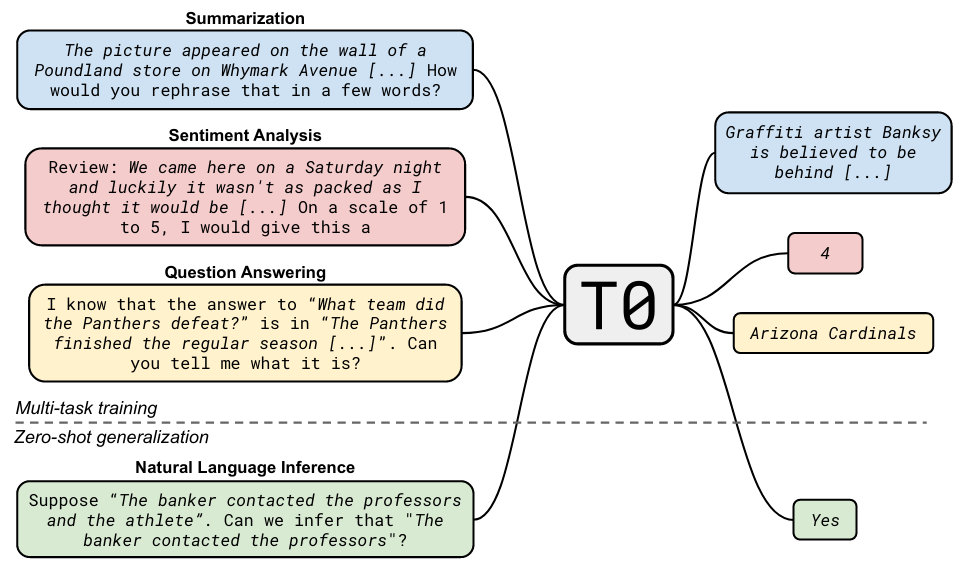 Summarization
The picture appeared on the wall of a
Poundland store on Whymark Avenue [...] How
would you rephrase that in a few words?
Sentiment Analysis
Review: We came here on a Saturday night
and luckily it wasn't as packed as I
thought it would be [...] On a scale of 1
to 5, I would give this a
Question Answering
I know that the answer to “What team did
the Panthers defeat?” is in “The Panthers
finished the regular season [...]”. Can
you tell me what it is?
Multi-task training
Zero-shot generalization
Natural Language Inference
Suppose “The banker contacted the professors
and the athlete”. Can we infer that "The
banker contacted the professors"?
T0
Graffiti artist Banksy
is believed to be
behind [...]
4
Arizona Cardinals
Yes